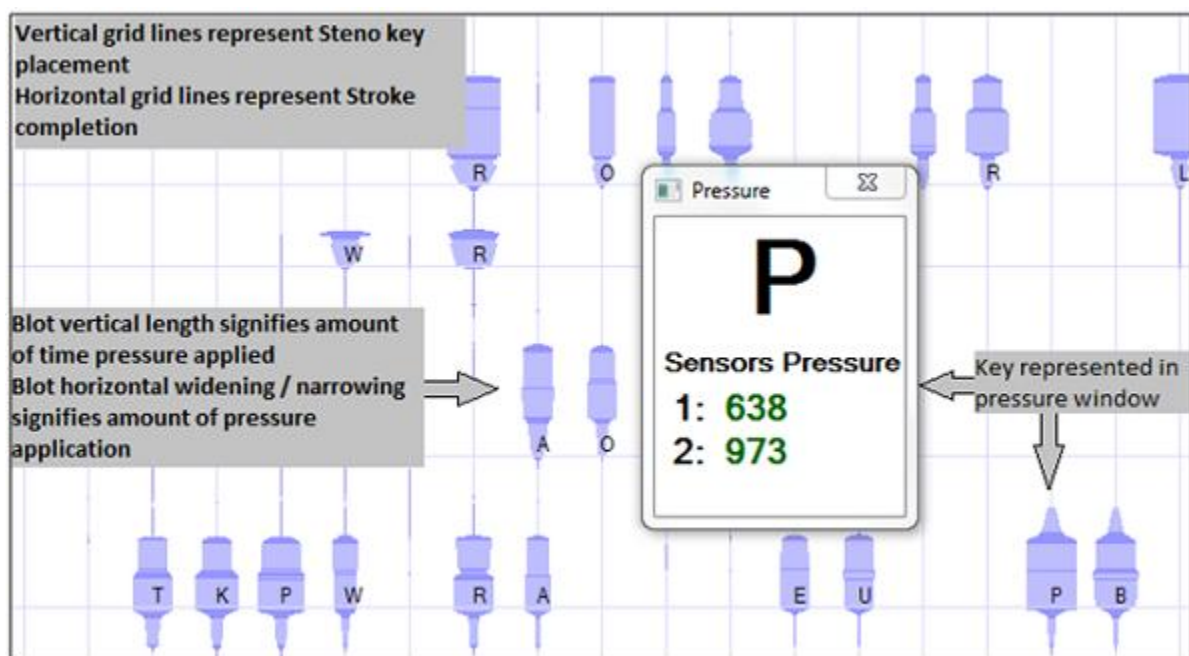 Vertical grid lines represent Steno key
placement
Horizontal grid lines represent Stroke
completion
R O R L
Pressure
W R
P
Blot vertical length signifies amount
of time pressure applied
Blot horizontal widening / narrowing
signifies amount of pressure
application
Sensors Pressure
1: 638
2: 973
Key represented in
pressure window
A O
T K P W R A E U P B